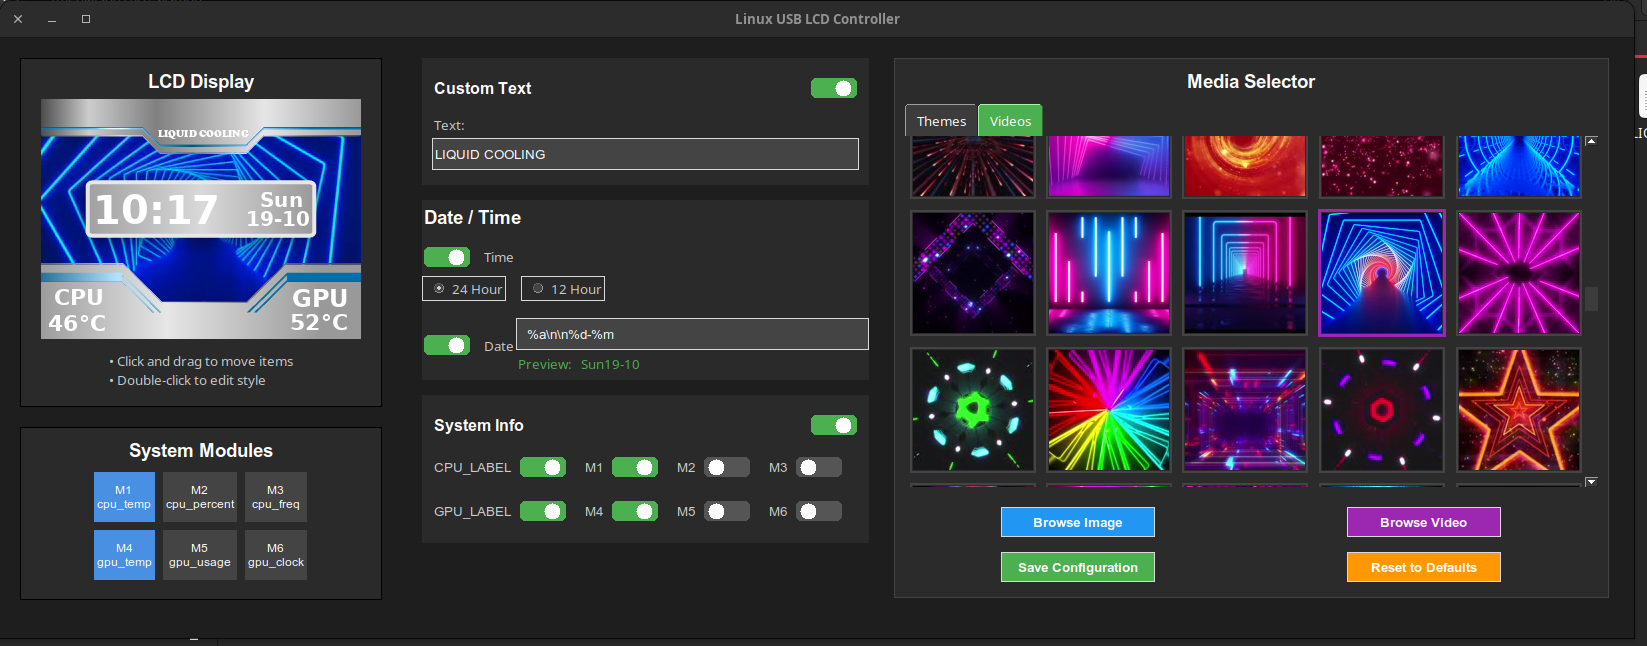 Linux USB LCD Controller
LCD Display
LIQUID COOLING
10:17
Sun
19-10
CPU
46°C
GPU
52°C
• Click and drag to move items
• Double-click to edit style
System Modules
M1
cpu_temp
M2
cpu_percent
M3
cpu_freq
M4
gpu_temp
M5
gpu_usage
M6
gpu_clock
Custom Text
Text:
LIQUID COOLING
Date / Time
Time
24 Hour
12 Hour
Date
%a\n\n%d-%m
Preview: Sun19-10
System Info
CPU_LABEL M1 M2 M3
GPU_LABEL M4 M5 M6
Media Selector
Themes Videos
Browse Image
Browse Video
Save Configuration
Reset to Defaults